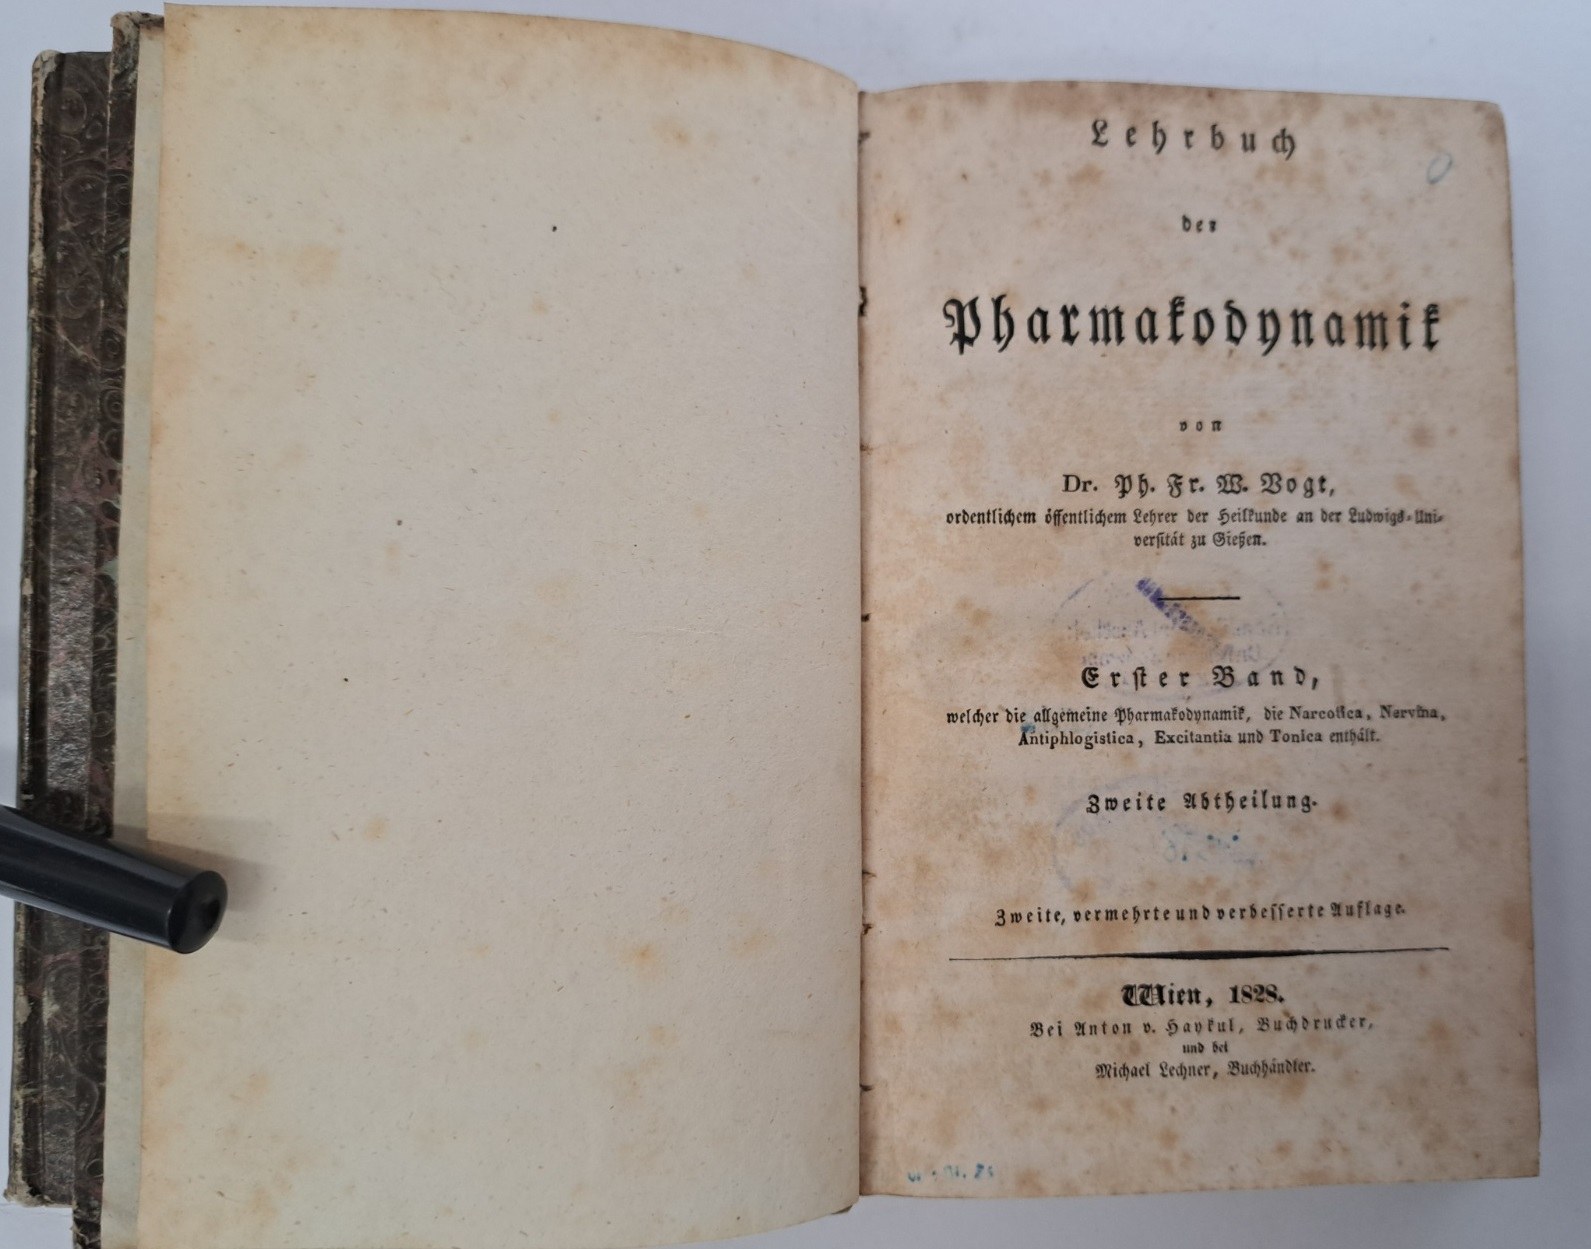 Lehrbuch
der
Pharmakodynamik
von
Dr. Ph. Fr. W. Vogt,
ordentlichem öffentlichem Lehrer der Heilkunde an der Ludwigs-Uni-
versität zu Gießen.
Erster Band,
welcher die allgemeine Pharmakodynamik, die Narcotica, Nervina,
Antiphlogistica, Excitantia und Tonica enthält.
Zweite Abtheilung.
Zweite, vermehrte und verbesserte Auflage.
Wien, 1828.
Bei Anton v. Haykul, Buchdrucker,
und bei
Michael Lechner, Buchhändler.